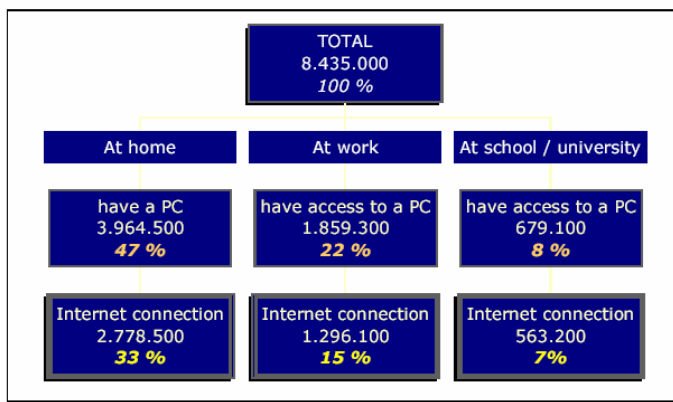 TOTAL
8.435.000
100 %
At home
At work
At school / university
have a PC
3.964.500
47 %
have access to a PC
1.859.300
22 %
have access to a PC
679.100
8 %
Internet connection
2.778.500
33 %
Internet connection
1.296.100
15 %
Internet connection
563.200
7%